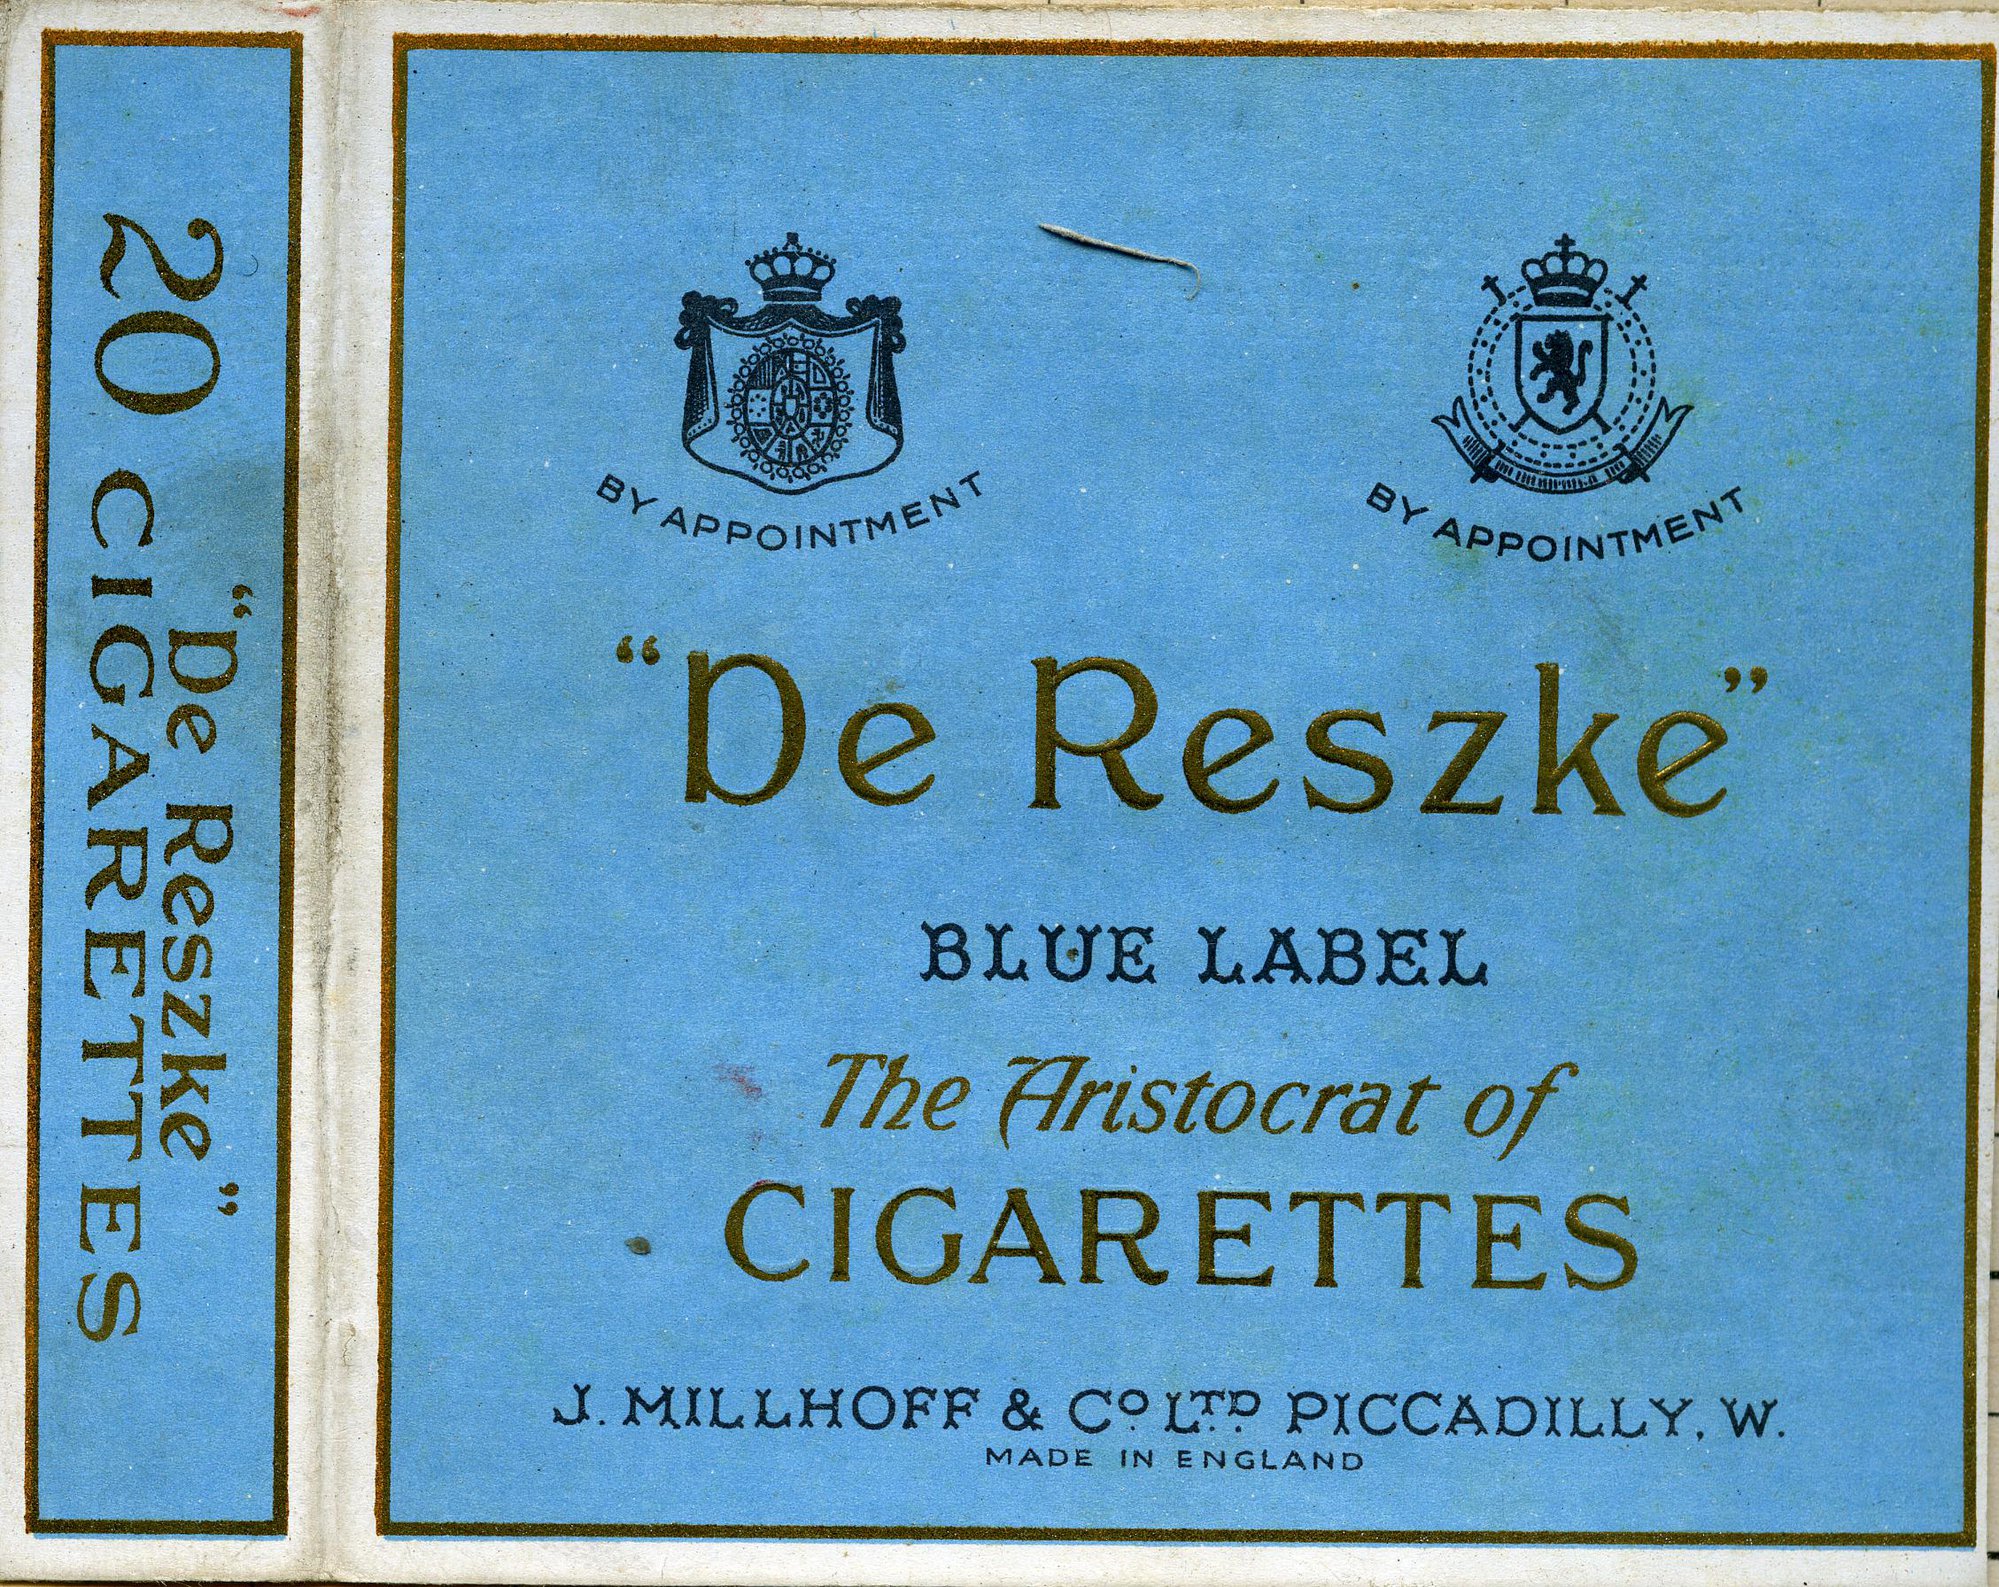 20 CIGARETTES
“De Reszke”
BY APPOINTMENT
BY APPOINTMENT
“De Reszke”
BLUE LABEL
The Aristocrat of
CIGARETTES
J. MILLHOFF & Co. LTD. PICCADILLY, W.
MADE IN ENGLAND